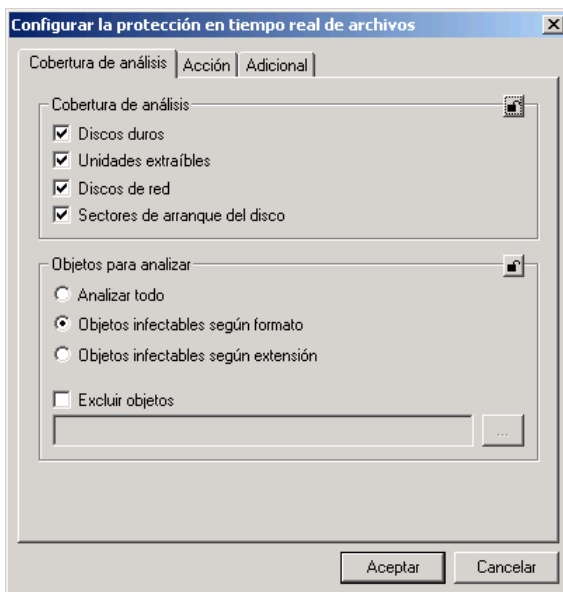 Configurar la protección en tiempo real de archivos
Cobertura de análisis Acción Adicional
Cobertura de análisis
Discos duros
Unidades extraíbles
Discos de red
Sectores de arranque del disco
Objetos para analizar
Analizar todo
Objetos infectables según formato
Objetos infectables según extensión
Excluir objetos
...
Aceptar Cancelar